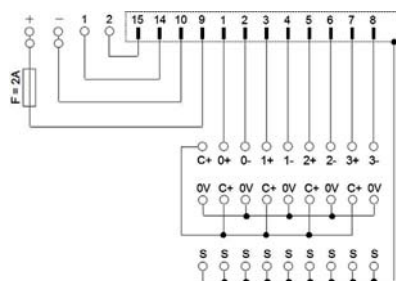 + − 1 2 15 14 10 9 1 2 3 4 5 6 7 8
F = 2A
C+ 0+ 0- 1+ 1- 2+ 2- 3+ 3-
0V C+ 0V C+ 0V C+ 0V C+ 0V
S S S S S S S S S